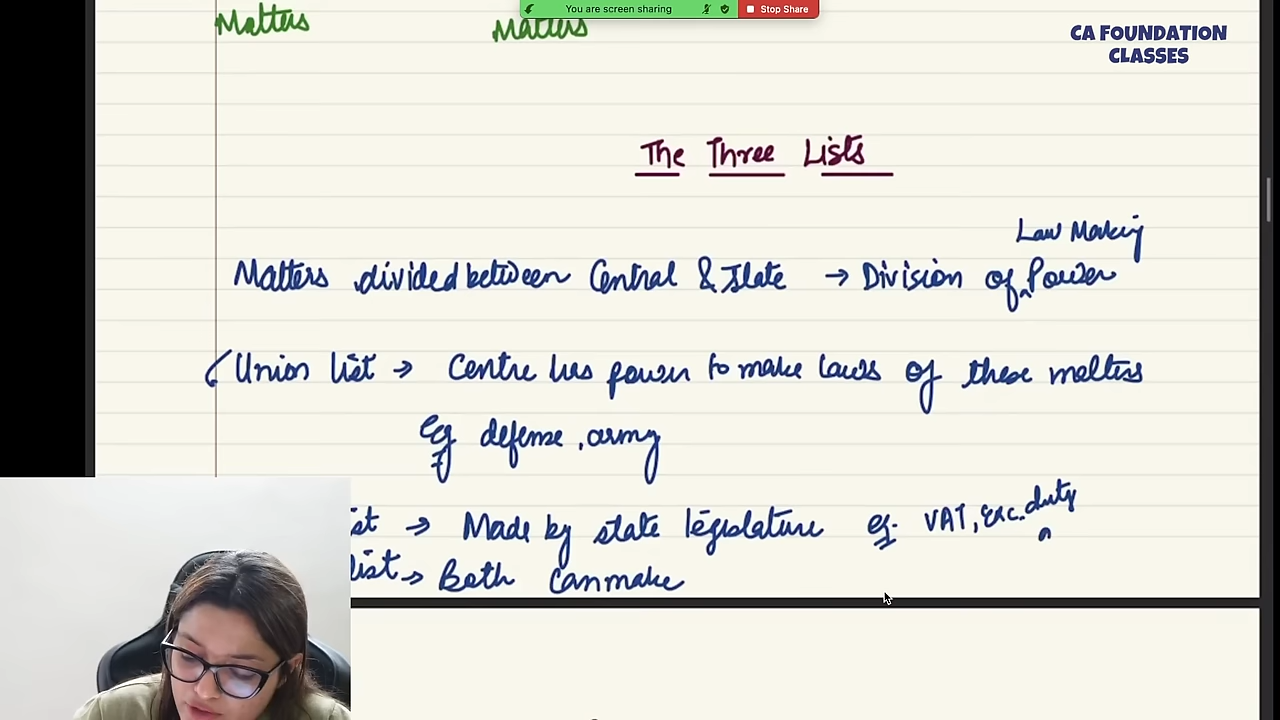 Matters Matters
You are screen sharing Stop Share
CA FOUNDATION
CLASSES
The Three Lists
Law Making
Matters divided between Central & State → Division of ^ Power
Union list → Centre has power to make laws of these matters
Eg defense, army
ist → Made by state legislature eg. VAT, exc. duty
list → Both can make